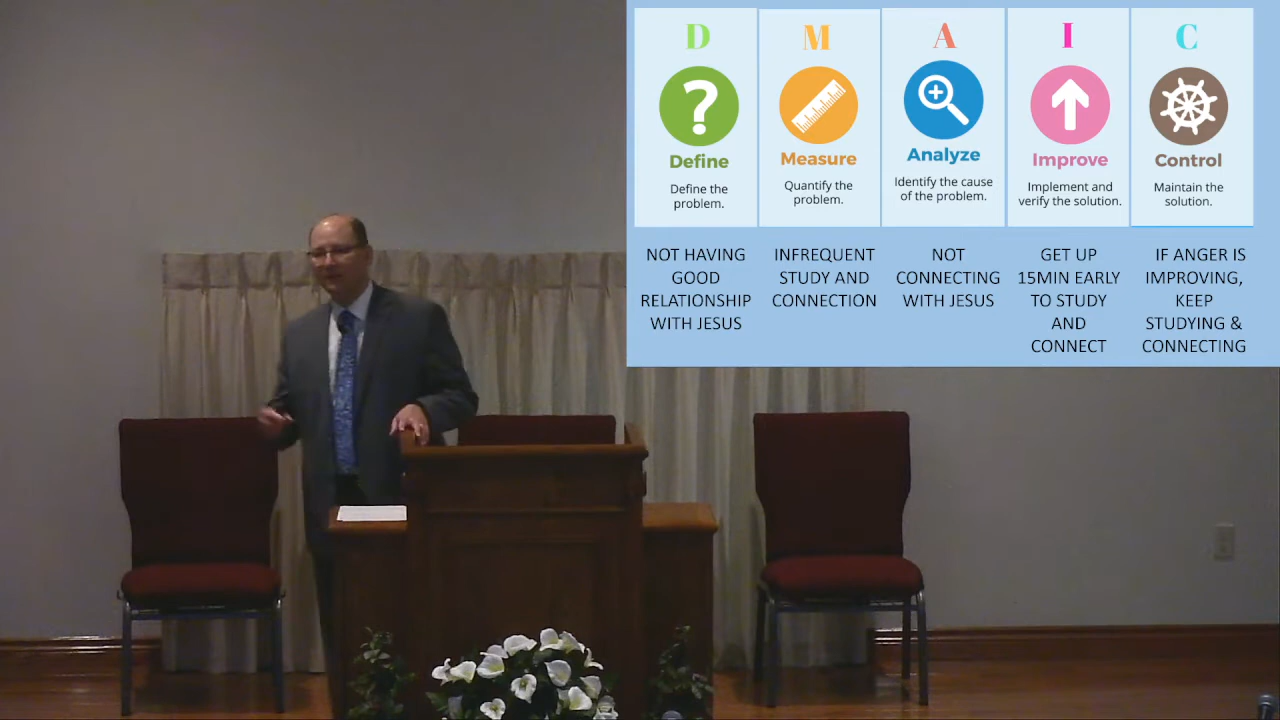 D M A I C
Define
Define the
problem.
Measure
Quantify the
problem.
Analyze
Identify the cause
of the problem.
Improve
Implement and
verify the solution.
Control
Maintain the
solution.
NOT HAVING
GOOD
RELATIONSHIP
WITH JESUS
INFREQUENT
STUDY AND
CONNECTION
NOT
CONNECTING
WITH JESUS
GET UP
15MIN EARLY
TO STUDY
AND
CONNECT
IF ANGER IS
IMPROVING,
KEEP
STUDYING &
CONNECTING